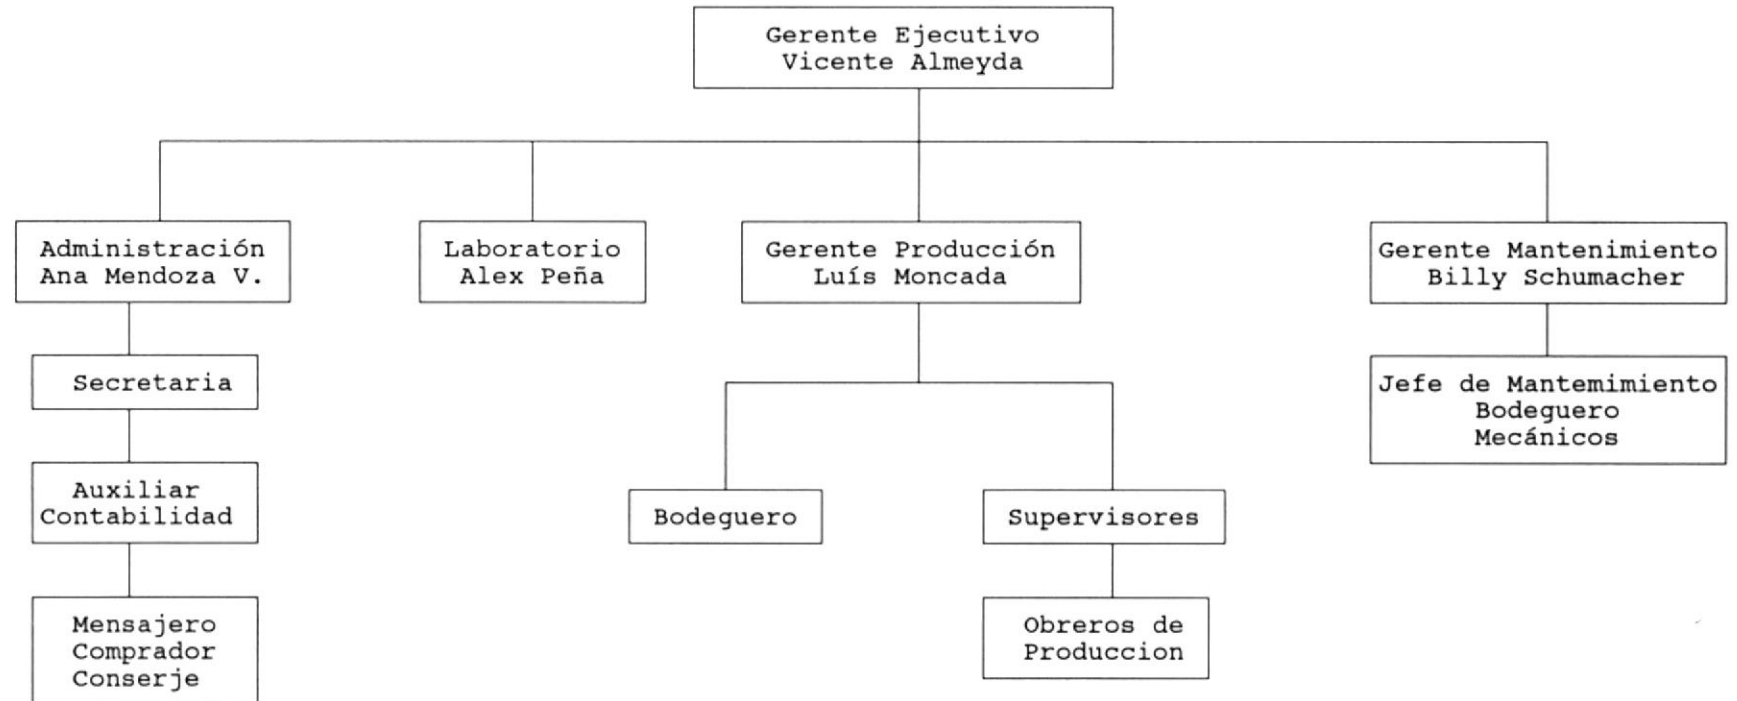 Gerente Ejecutivo
Vicente Almeyda
Administración
Ana Mendoza V.
Laboratorio
Alex Peña
Gerente Producción
Luís Moncada
Gerente Mantenimiento
Billy Schumacher
Secretaria
Jefe de Mantemimiento
Bodeguero
Mecánicos
Auxiliar
Contabilidad
Bodeguero
Supervisores
Mensajero
Comprador
Conserje
Obreros de
Produccion